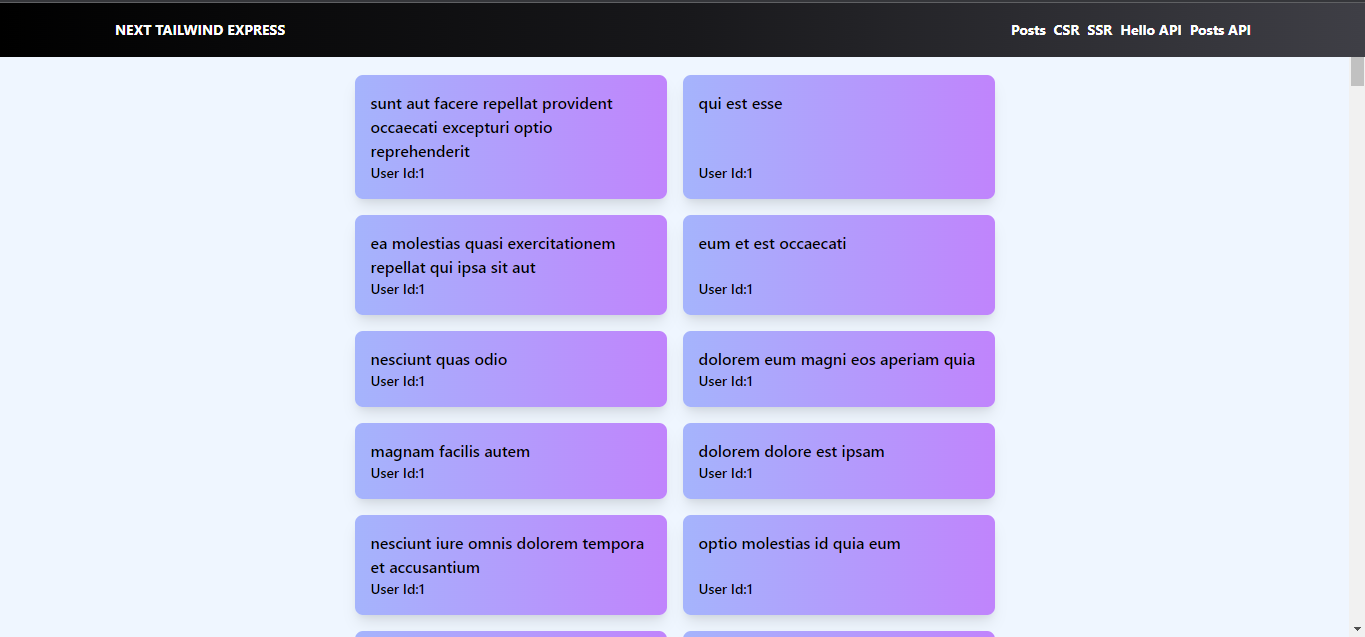 NEXT TAILWIND EXPRESS
Posts CSR SSR Hello API Posts API
sunt aut facere repellat provident
occaecati excepturi optio
reprehenderit
User Id:1
qui est esse
User Id:1
ea molestias quasi exercitationem
repellat qui ipsa sit aut
User Id:1
eum et est occaecati
User Id:1
nesciunt quas odio
User Id:1
dolorem eum magni eos aperiam quia
User Id:1
magnam facilis autem
User Id:1
dolorem dolore est ipsam
User Id:1
nesciunt iure omnis dolorem tempora
et accusantium
User Id:1
optio molestias id quia eum
User Id:1